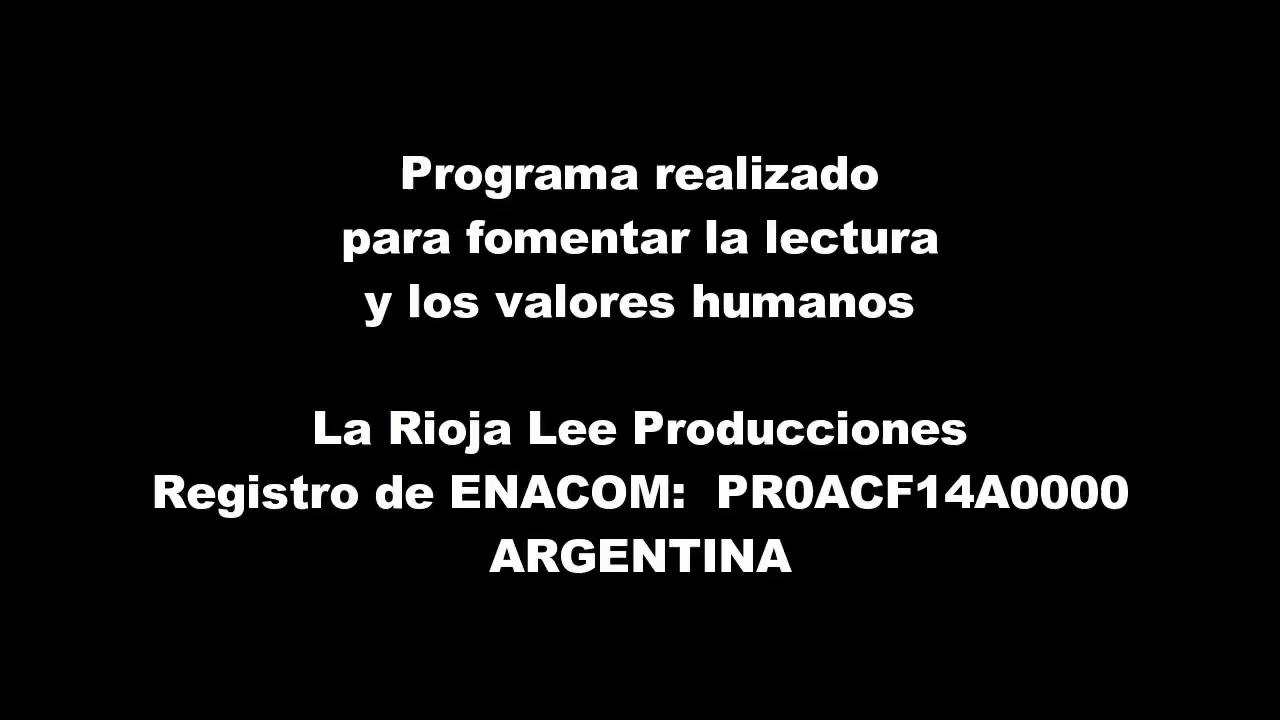 Programa realizado
para fomentar la lectura
y los valores humanos
La Rioja Lee Producciones
Registro de ENACOM: PR0ACF14A0000
ARGENTINA